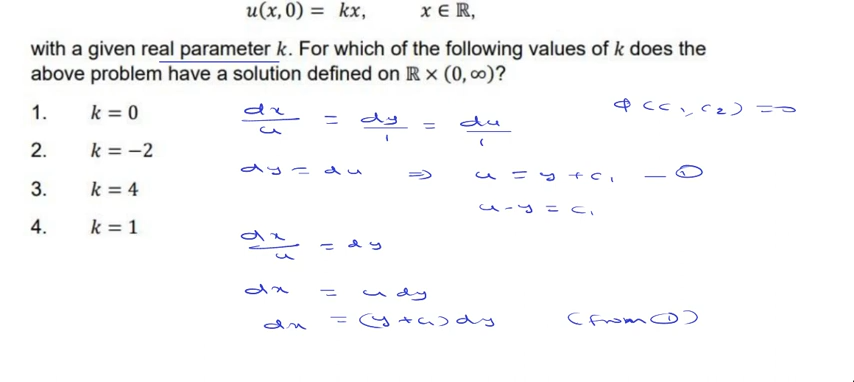 u(x, 0) = kx, x ∈ ℝ,
with a given real parameter k. For which of the following values of k does the
above problem have a solution defined on ℝ × (0, ∞)?
1. k = 0
2. k = −2
3. k = 4
4. k = 1
dx/u = dy/1 = du/1
φ(c₁, c₂) = 0
dy = du ⇒ u = y + c₁ — ①
u − y = c₁
dx/u = dy
dx = u dy
dx = (y + c₁) dy (from ①)